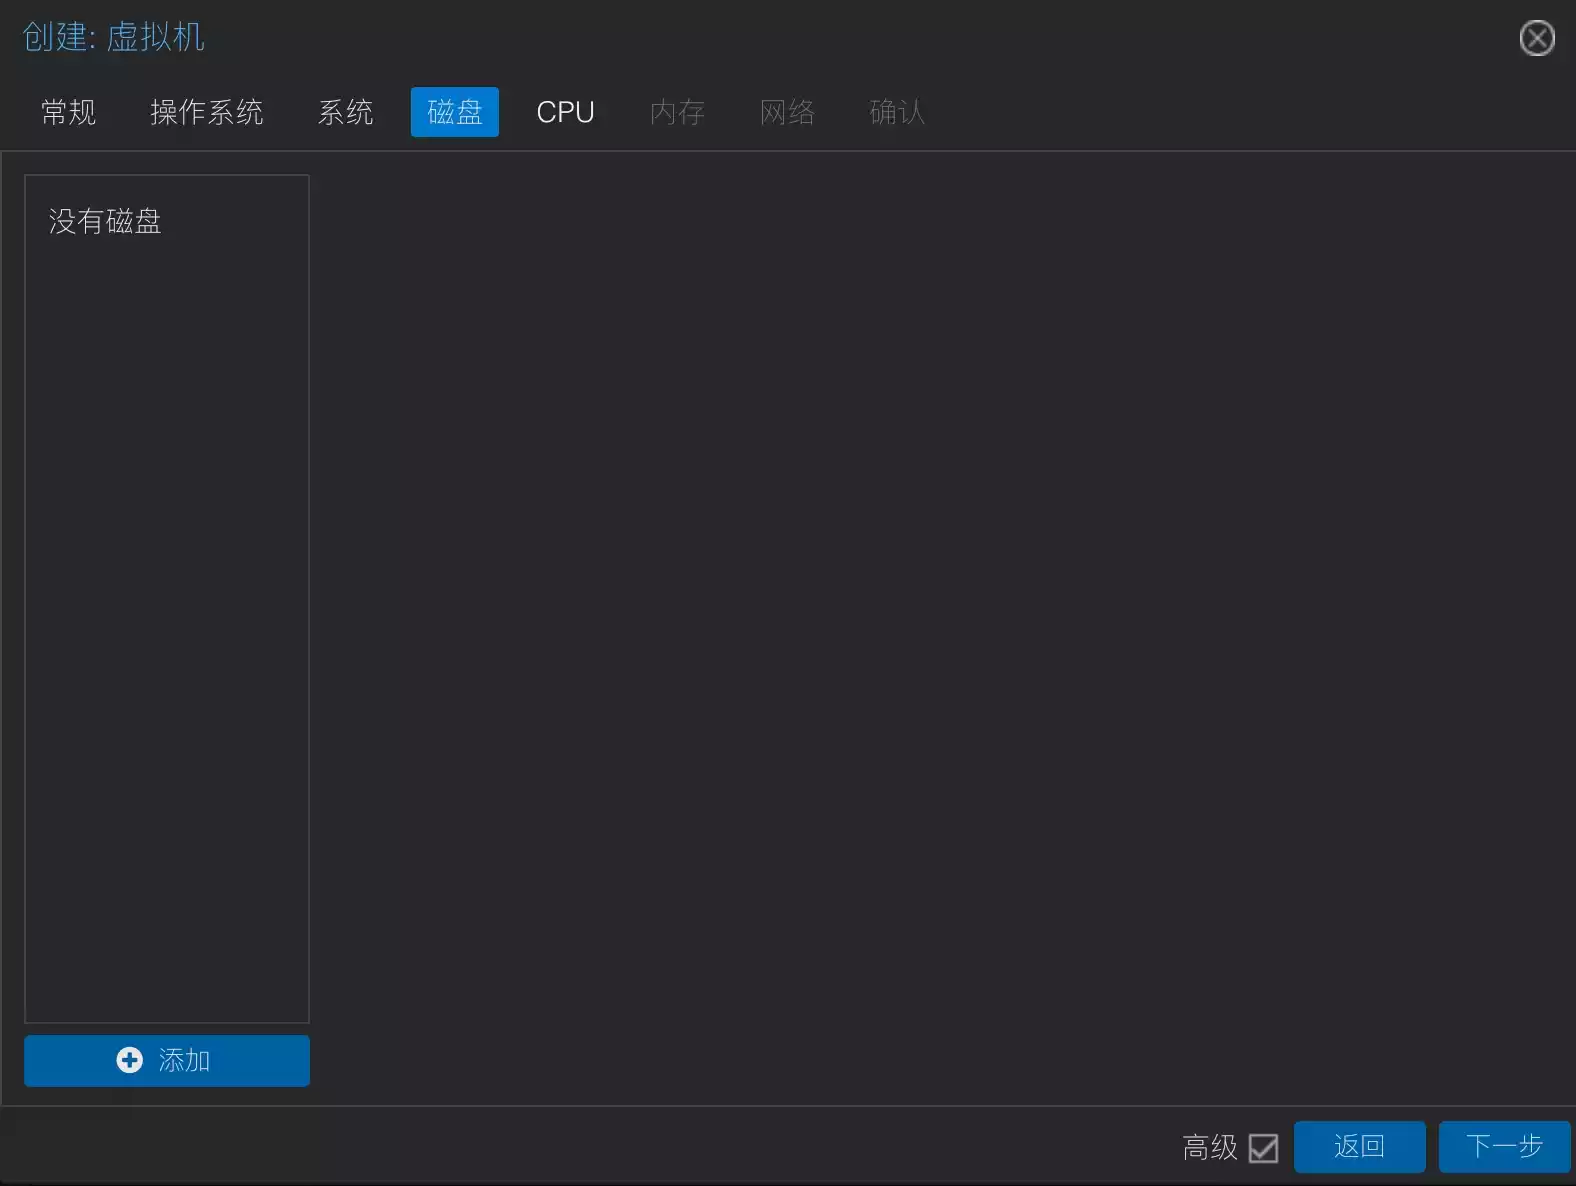 创建: 虚拟机
常规 操作系统 系统 磁盘 CPU 内存 网络 确认
没有磁盘
添加
高级 返回 下一步